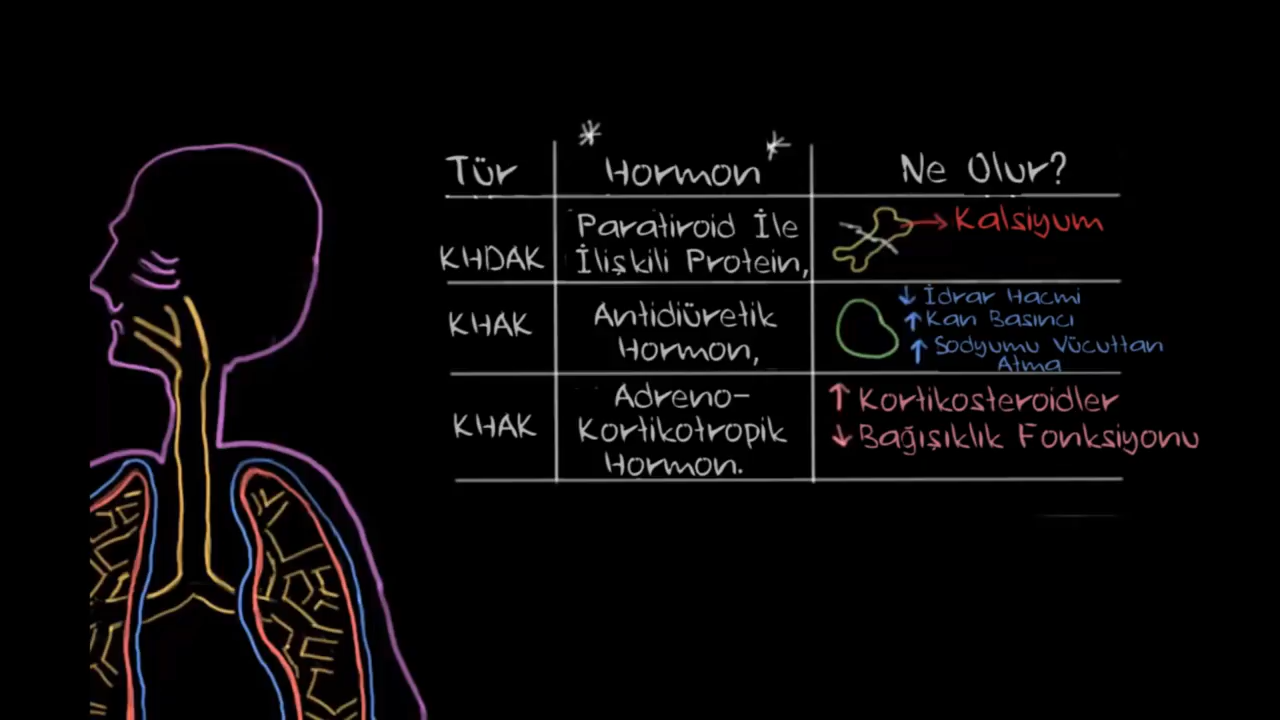 * *
Tür Hormon Ne Olur?
Paratiroid İle
KHDAK İlişkili Protein, → Kalsiyum
KHAK Antidiüretik
Hormon,
↓ İdrar Hacmi
↑ Kan Basıncı
↑ Sodyumu Vücuttan
Atma
KHAK Adreno-
Kortikotropik
Hormon.
↑ Kortikosteroidler
↓ Bağışıklık Fonksiyonu